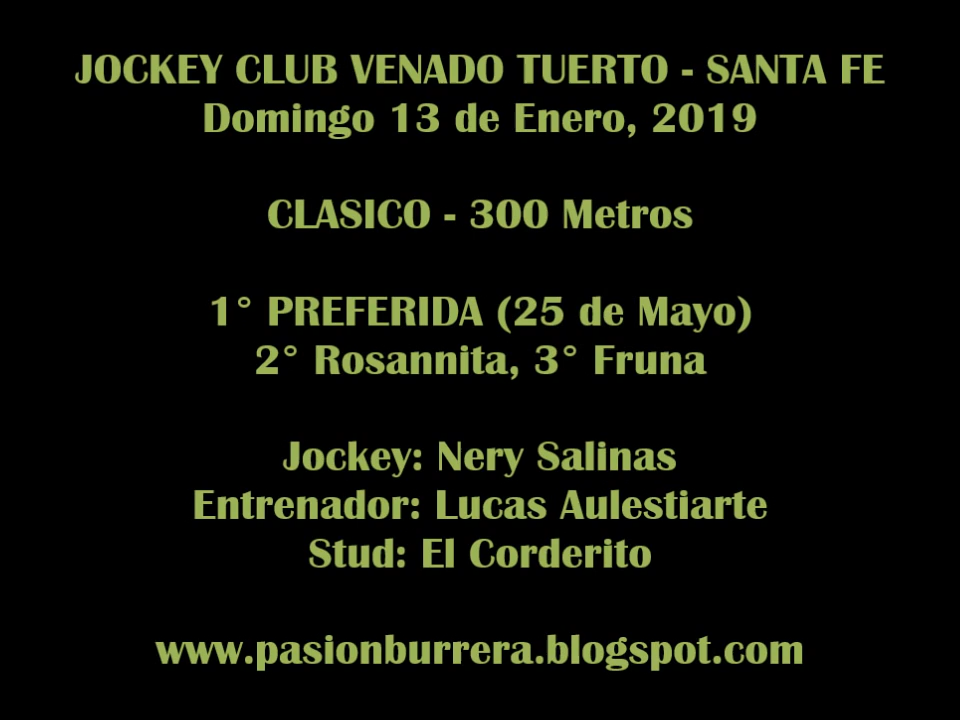 JOCKEY CLUB VENADO TUERTO - SANTA FE
Domingo 13 de Enero, 2019
CLASICO - 300 Metros
1° PREFERIDA (25 de Mayo)
2° Rosannita, 3° Fruna
Jockey: Nery Salinas
Entrenador: Lucas Aulestiarte
Stud: El Corderito
www.pasionburrera.blogspot.com